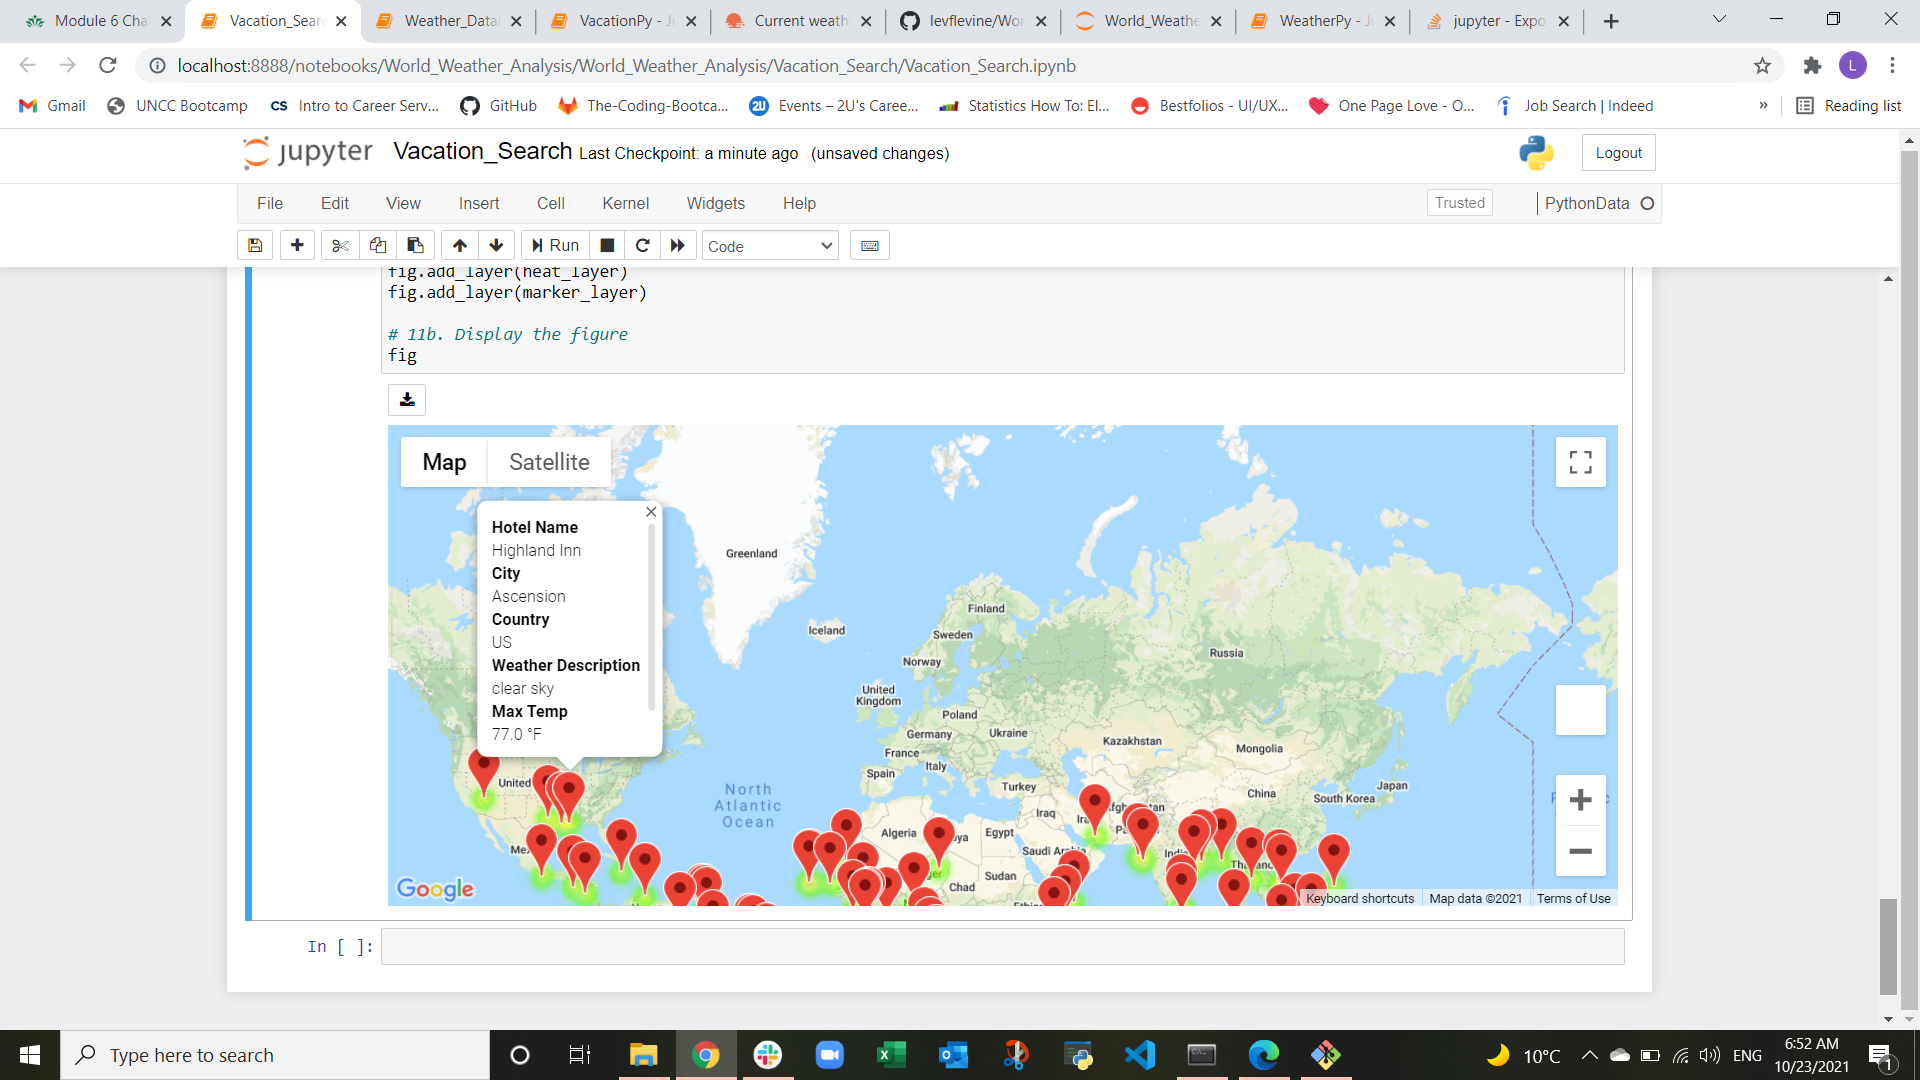 Module 6 Chal
Vacation_Sear
Weather_Datal
VacationPy - Ju
Current weath
levflevine/Wor
World_Weathe
WeatherPy - J
jupyter - Expo
localhost:8888/notebooks/World_Weather_Analysis/World_Weather_Analysis/Vacation_Search/Vacation_Search.ipynb
L
Gmail
UNCC Bootcamp
CS Intro to Career Serv...
GitHub
The-Coding-Bootca...
2U Events – 2U's Caree...
Statistics How To: El...
Bestfolios - UI/UX...
One Page Love - O...
Job Search | Indeed
»
Reading list
jupyter Vacation_Search Last Checkpoint: a minute ago (unsaved changes)
Logout
File Edit View Insert Cell Kernel Widgets Help
Trusted
PythonData
Run
Code
fig.add_layer(heat_layer)
fig.add_layer(marker_layer)
# 11b. Display the figure
fig
Map
Satellite
Hotel Name
Highland Inn
City
Ascension
Country
US
Weather Description
clear sky
Max Temp
77.0 °F
Greenland
Iceland
Finland
Sweden
Norway
Russia
United
Kingdom
Poland
Germany
Ukraine
France
Kazakhstan
Mongolia
Italy
Spain
Turkey
China
Japan
South Korea
United
North
Atlantic
Ocean
Algeria
Egypt
Iraq
Chad
Sudan
Google
Keyboard shortcuts
Map data ©2021
Terms of Use
In [ ]:
Type here to search
10°C
ENG
6:52 AM
10/23/2021
1